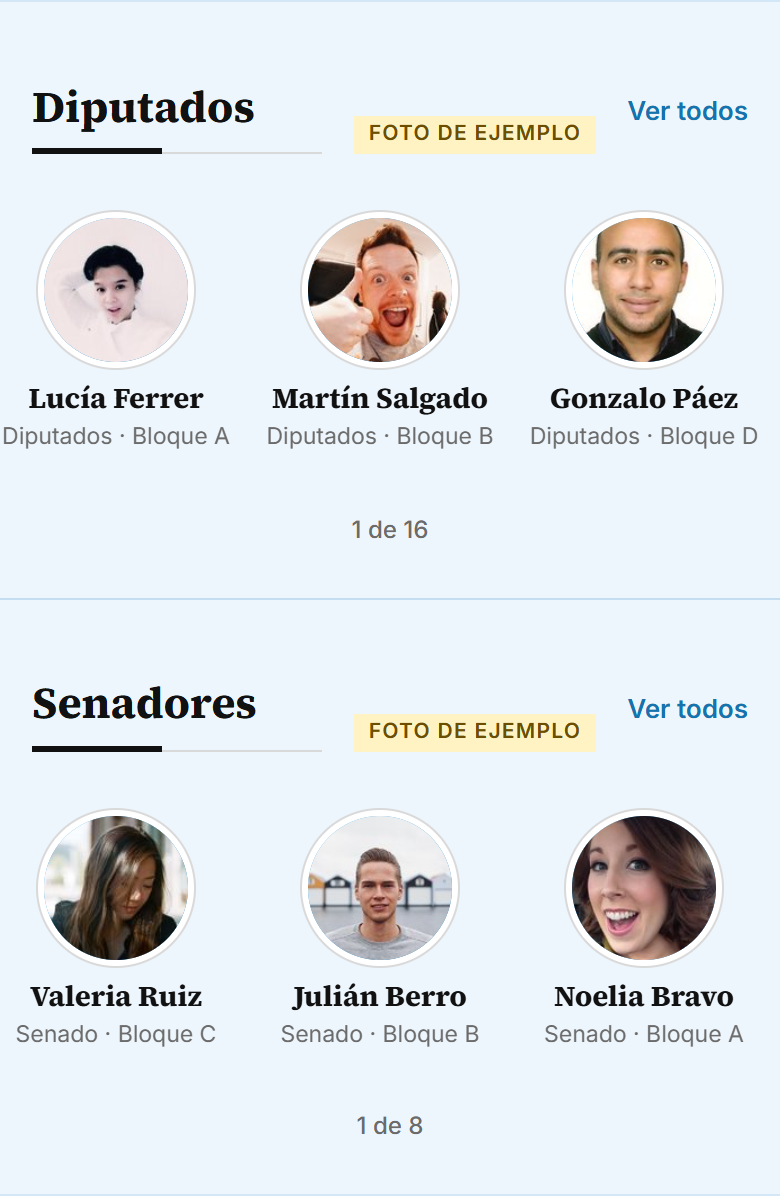 Diputados
FOTO DE EJEMPLO
Ver todos
Lucía Ferrer
Martín Salgado
Gonzalo Páez
Diputados · Bloque A
Diputados · Bloque B
Diputados · Bloque D
1 de 16
Senadores
FOTO DE EJEMPLO
Ver todos
Valeria Ruiz
Julián Berro
Noelia Bravo
Senado · Bloque C
Senado · Bloque B
Senado · Bloque A
1 de 8